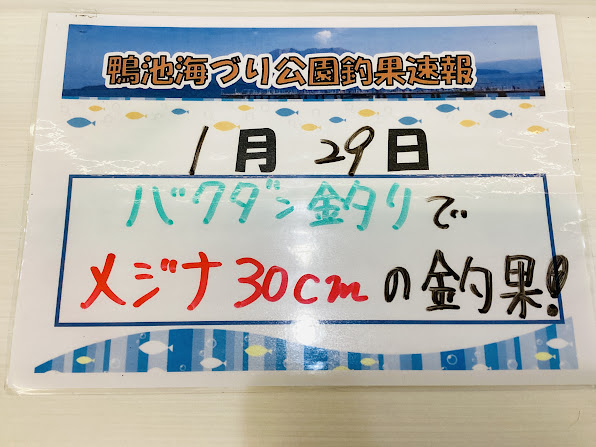 鴨池海づり公園釣果速報
1月29日
バクダン釣りで
メジナ30cmの釣果!